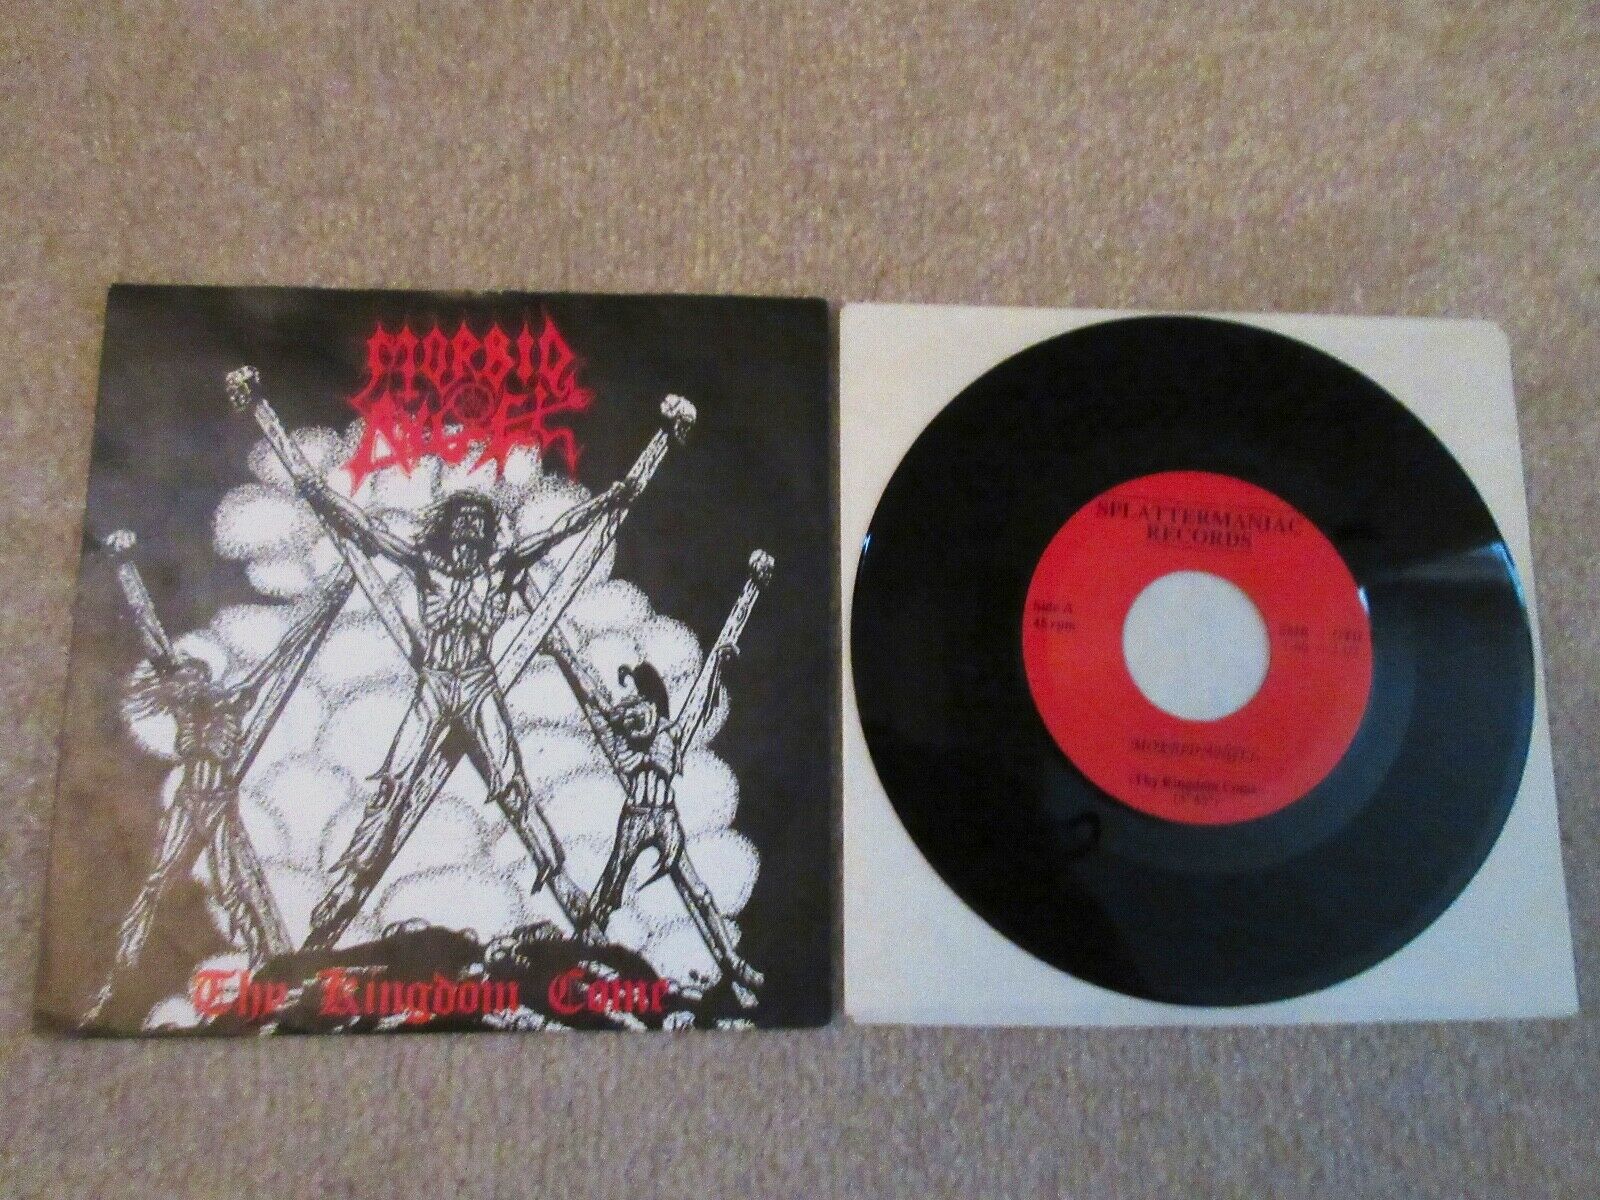 MORBID
ANGEL
Thy Kingdom Come
SPLATTERMANIAC
RECORDS
Side A
45 rpm
MORBID ANGEL
Thy Kingdom Come